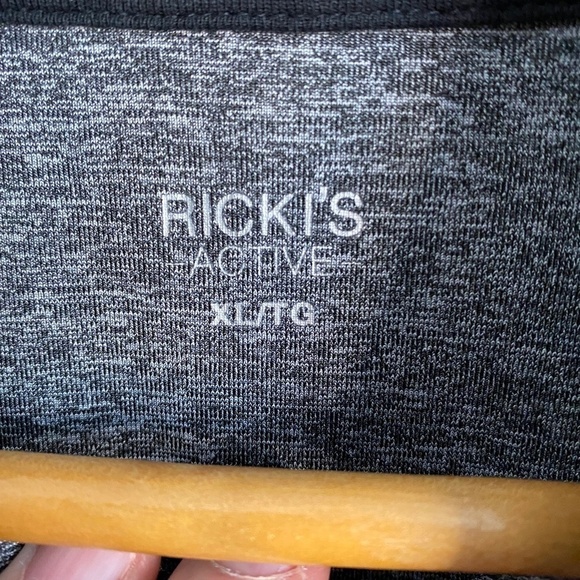 RICKI'S
-ACTIVE-
XL/TG